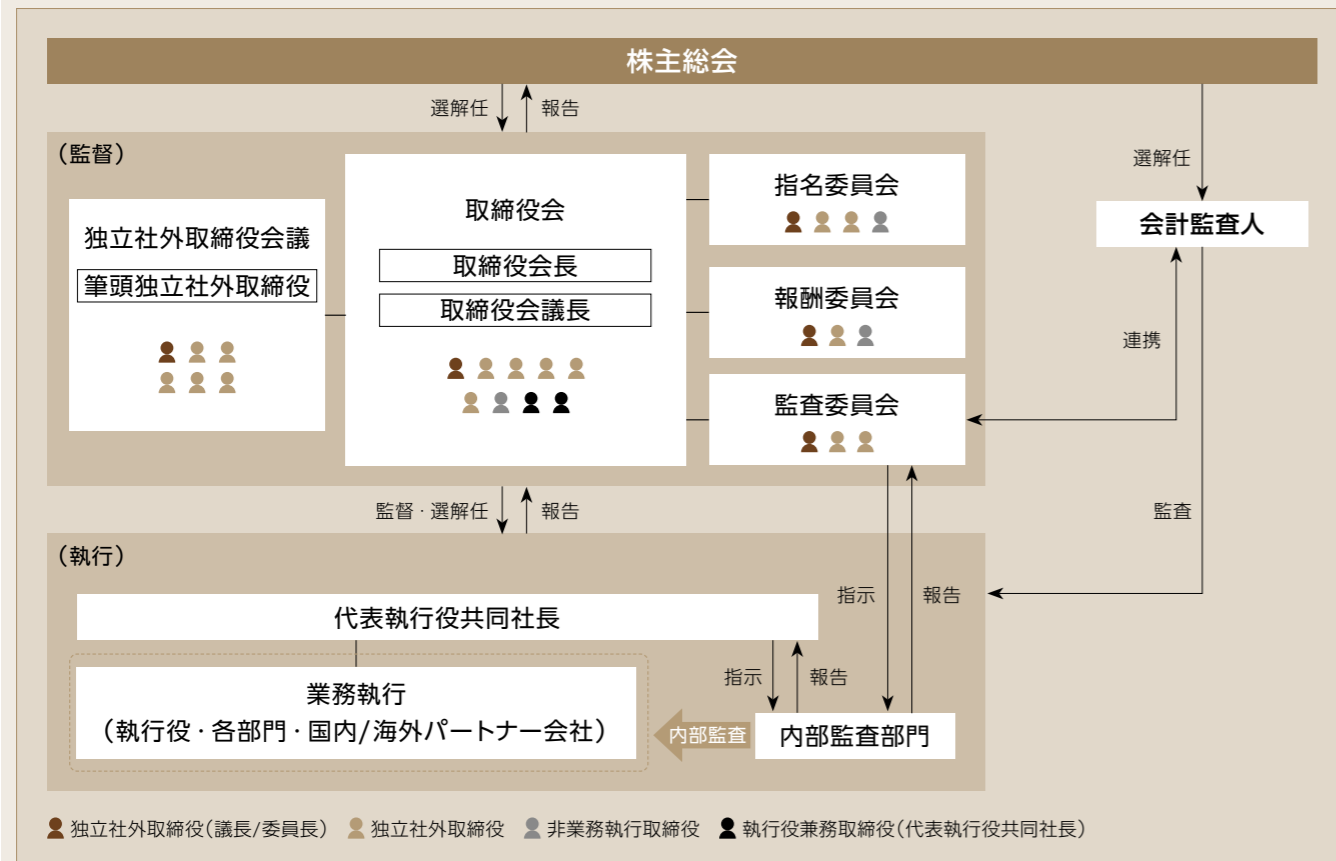 株主総会
選解任
報告
選解任
(監督)
独立社外取締役会議
筆頭独立社外取締役
取締役会
取締役会長
取締役会議長
指名委員会
報酬委員会
監査委員会
会計監査人
連携
監査
監督・選解任
報告
(執行)
代表執行役共同社長
業務執行
(執行役・各部門・国内/海外パートナー会社)
指示
報告
指示
報告
内部監査
内部監査部門
独立社外取締役(議長/委員長) 独立社外取締役 非業務執行取締役 執行役兼務取締役(代表執行役共同社長)